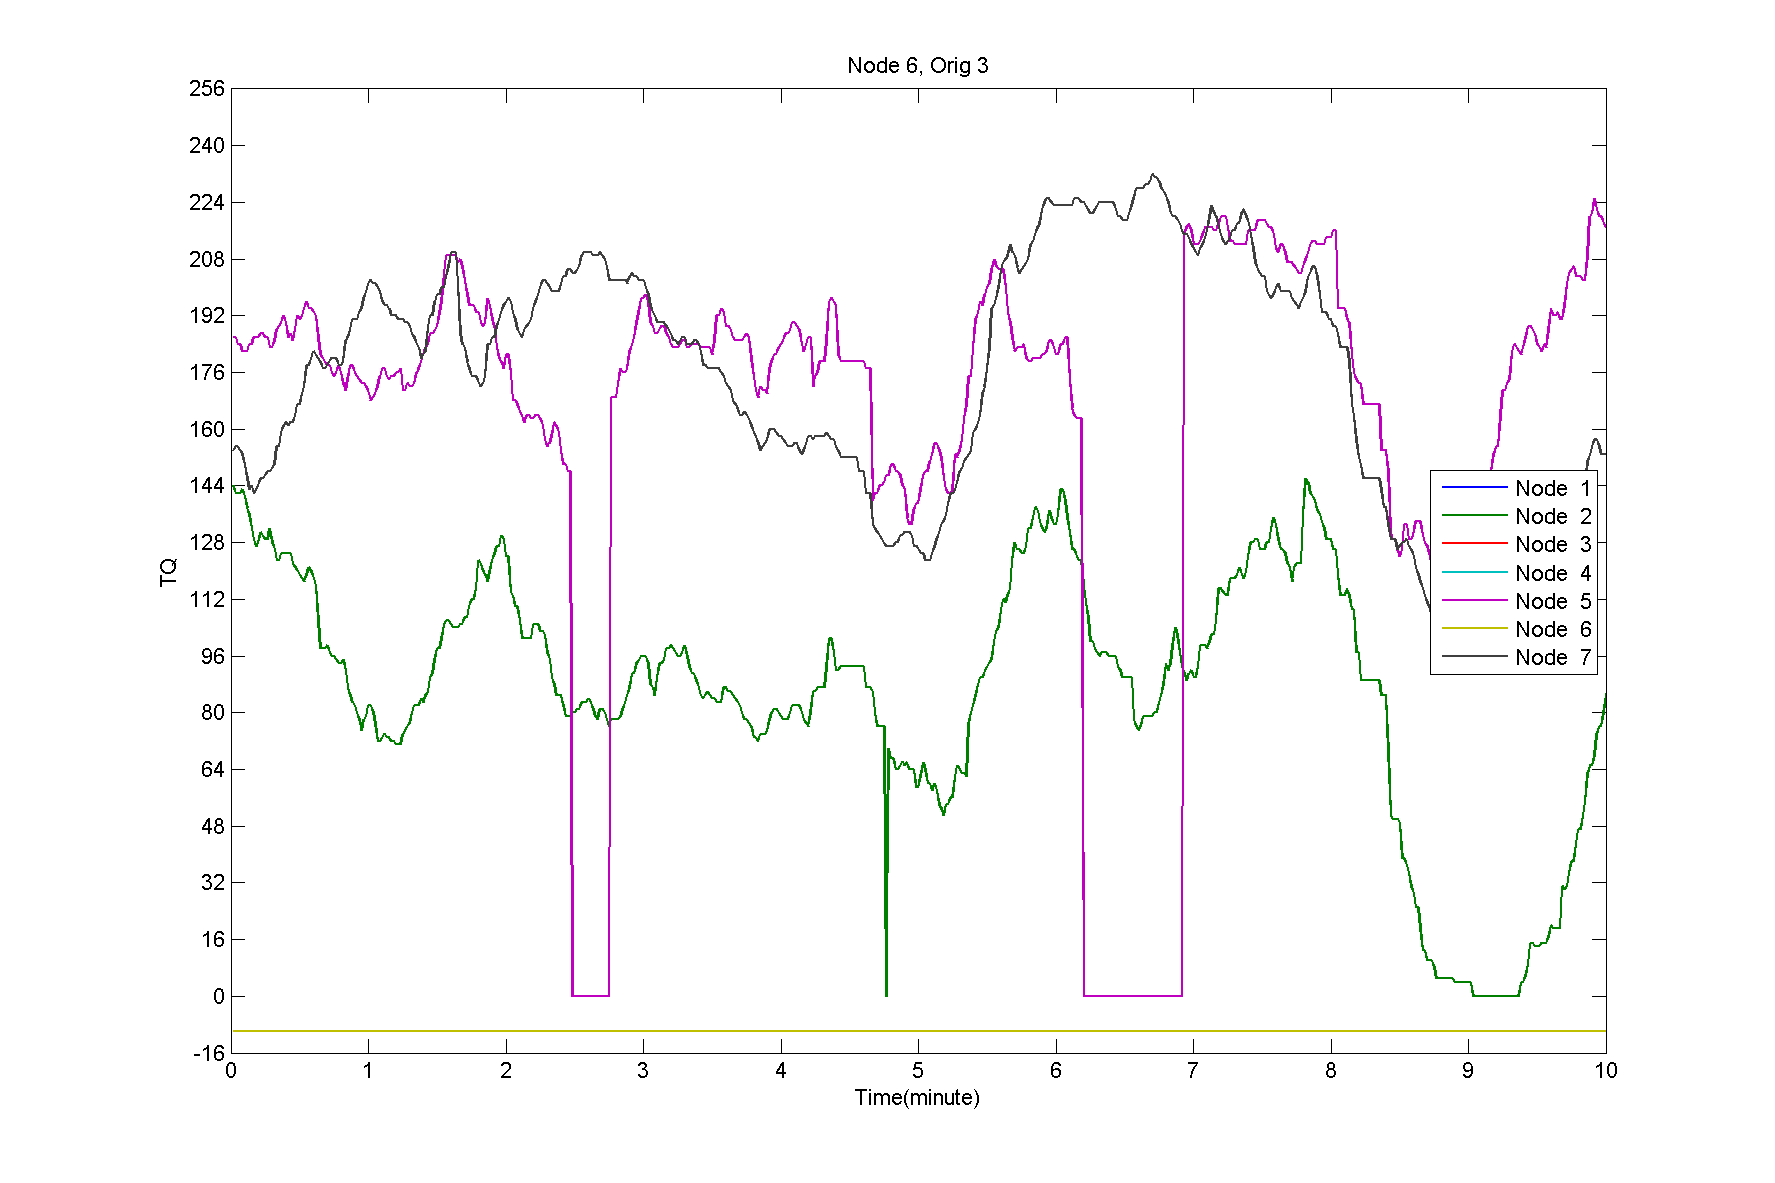 Node 6, Orig 3
256
240
224
208
192
176
160
144
128
112
96
80
64
48
32
16
0
-16
TQ
0 1 2 3 4 5 6 7 8 9 10
Time(minute)
Node 1
Node 2
Node 3
Node 4
Node 5
Node 6
Node 7